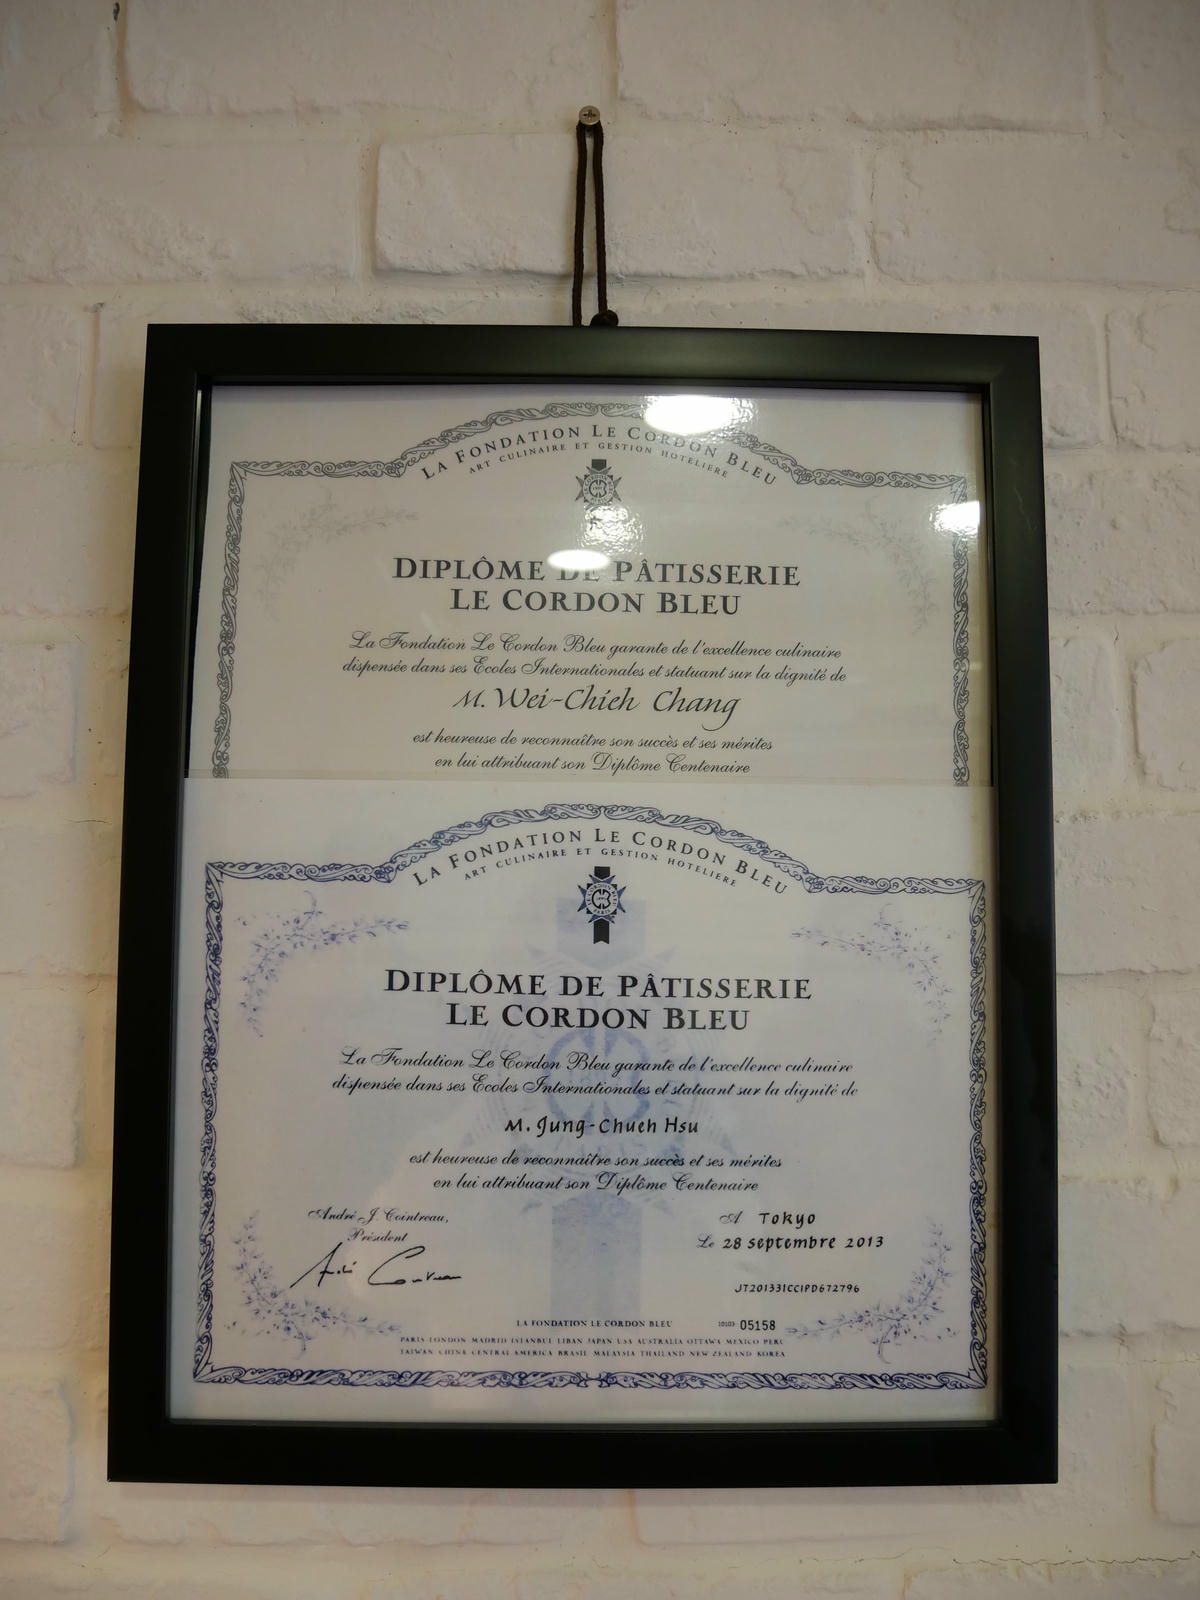 LA FONDATION LE CORDON BLEU
ART CULINAIRE ET GESTION HOTELIERE
DIPLÔME DE PÂTISSERIE
LE CORDON BLEU
La Fondation Le Cordon Bleu garante de l'excellence culinaire
dispensée dans ses Ecoles Internationales et statuant sur la dignité de
M. Wei-Chieh Chang
est heureuse de reconnaître son succès et ses mérites
en lui attribuant son Diplôme Centenaire
LA FONDATION LE CORDON BLEU
ART CULINAIRE ET GESTION HOTELIERE
LE CORDON BLEU
PARIS
DIPLÔME DE PÂTISSERIE
LE CORDON BLEU
La Fondation Le Cordon Bleu garante de l'excellence culinaire
dispensée dans ses Ecoles Internationales et statuant sur la dignité de
M. Jung-Chueh Hsu
est heureuse de reconnaître son succès et ses mérites
en lui attribuant son Diplôme Centenaire
André J. Cointreau,
Président
A Tokyo
Le 28 septembre 2013
JT201331CCIPD672796
LA FONDATION LE CORDON BLEU 10103 05158
PARIS LONDON MADRID ISTANBUL LIBAN JAPAN USA AUSTRALIA OTTAWA MEXICO PERU
TAIWAN CHINA CENTRAL AMERICA BRASIL MALAYSIA THAILAND NEW ZEALAND KOREA